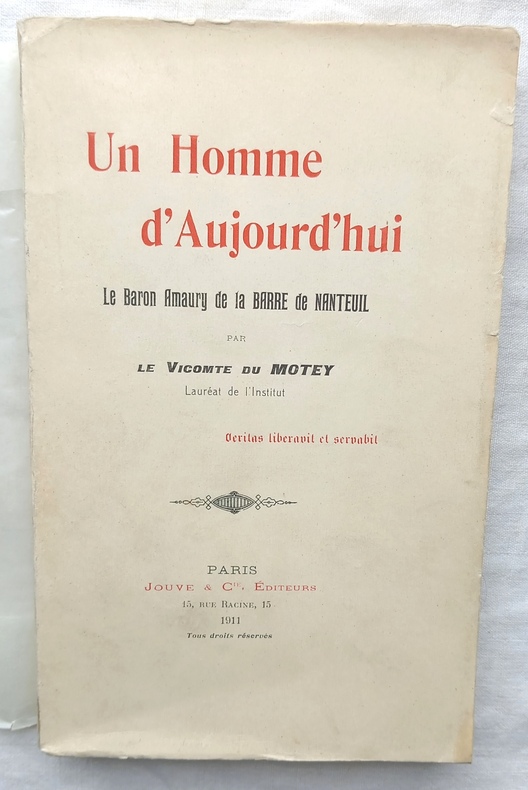 Un Homme
d'Aujourd'hui
Le Baron Amaury de la BARRE de NANTEUIL
PAR
LE VICOMTE DU MOTEY
Lauréat de l'Institut
Veritas liberavit et servabit
PARIS
JOUVE & Cie, ÉDITEURS
15, RUE RACINE, 15
1911
Tous droits réservés